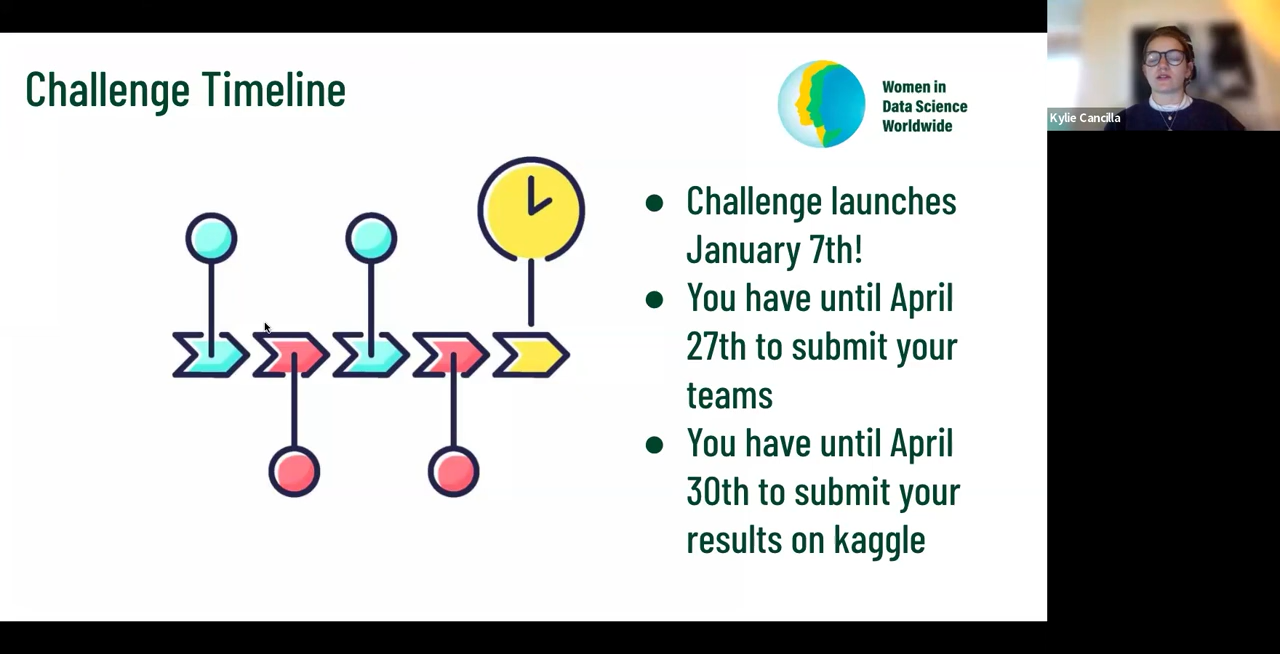 Challenge Timeline
Women in
Data Science
Worldwide
Kylie Cancilla
● Challenge launches
January 7th!
● You have until April
27th to submit your
teams
● You have until April
30th to submit your
results on kaggle